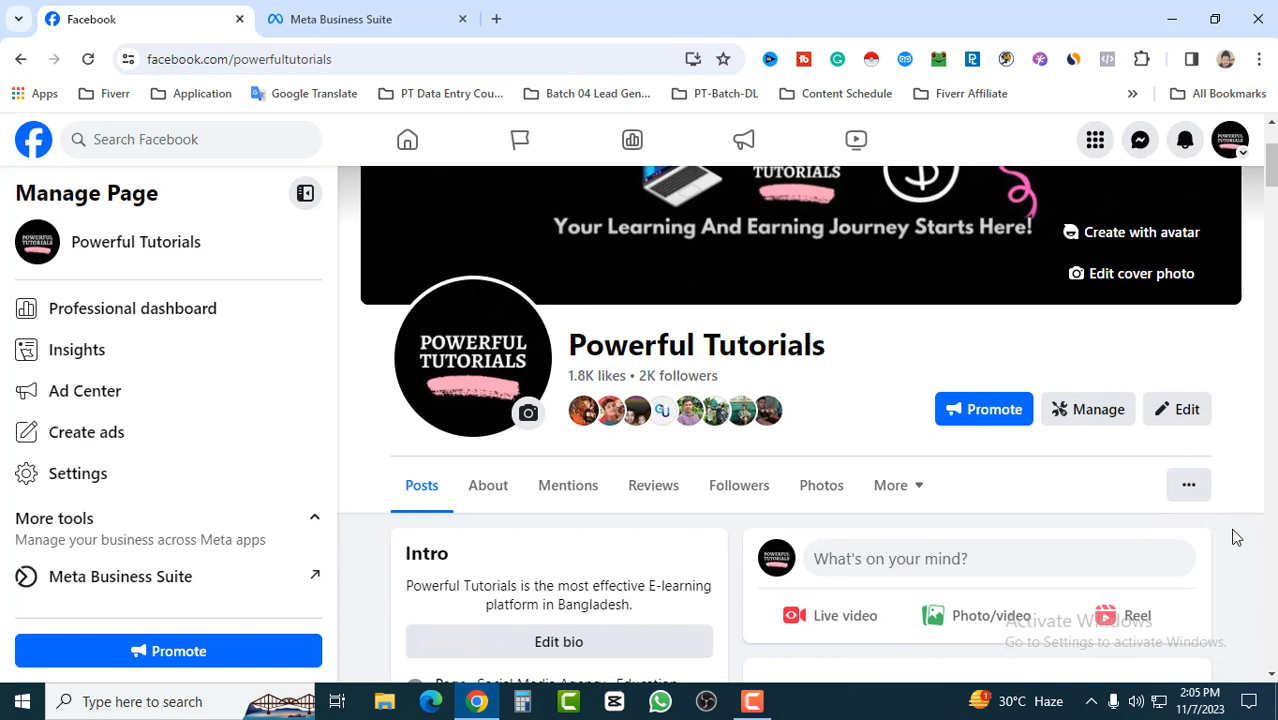 Facebook
Meta Business Suite
facebook.com/powerfultutorials
Apps
Fiverr
Application
Google Translate
PT Data Entry Cou...
Batch 04 Lead Gen...
PT-Batch-DL
Content Schedule
Fiverr Affiliate
All Bookmarks
Search Facebook
Manage Page
Powerful Tutorials
Professional dashboard
Insights
Ad Center
Create ads
Settings
More tools
Manage your business across Meta apps
Meta Business Suite
Promote
TUTORIALS
Your Learning And Earning Journey Starts Here!
Create with avatar
Edit cover photo
POWERFUL
TUTORIALS
Powerful Tutorials
1.8K likes • 2K followers
Promote
Manage
Edit
Posts
About
Mentions
Reviews
Followers
Photos
More
Intro
Powerful Tutorials is the most effective E-learning
platform in Bangladesh.
Edit bio
What's on your mind?
Live video
Photo/video
Reel
Activate Windows
Go to Settings to activate Windows.
Type here to search
30°C Haze
2:05 PM
11/7/2023